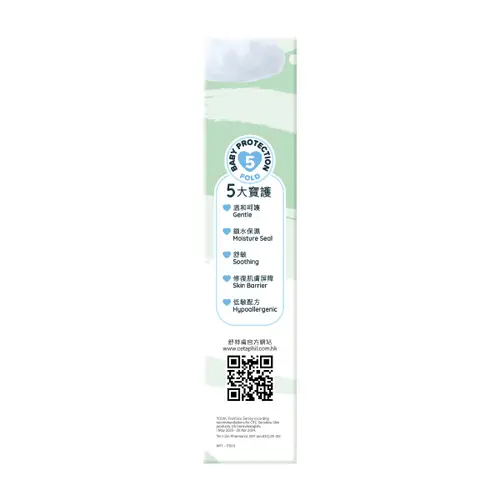 BABY PROTECTION
5
FOLD
5大寶護
溫和呵護
Gentle
鎖水保濕
Moisture Seal
舒敏
Soothing
修復肌膚屏障
Skin Barrier
低敏配方
Hypoallergenic
舒特膚官方網站
www.cetaphil.com.hk